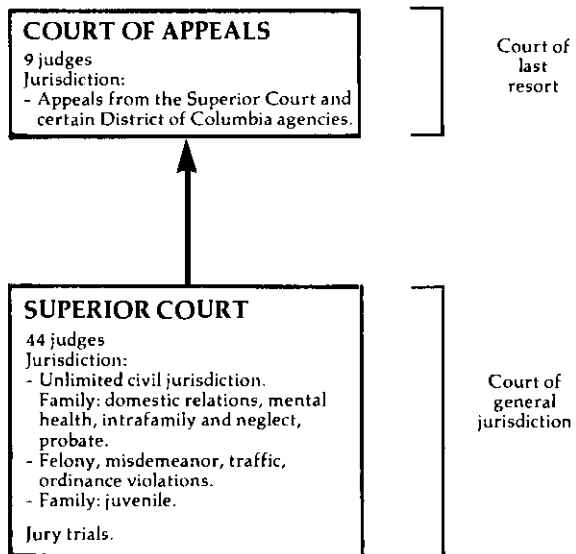 COURT OF APPEALS
9 judges
Jurisdiction:
- Appeals from the Superior Court and
certain District of Columbia agencies.
Court of
last
resort
SUPERIOR COURT
44 judges
Jurisdiction:
- Unlimited civil jurisdiction.
Family: domestic relations, mental
health, intrafamily and neglect,
probate.
- Felony, misdemeanor, traffic,
ordinance violations.
- Family: juvenile.
Jury trials.
Court of
general
jurisdiction